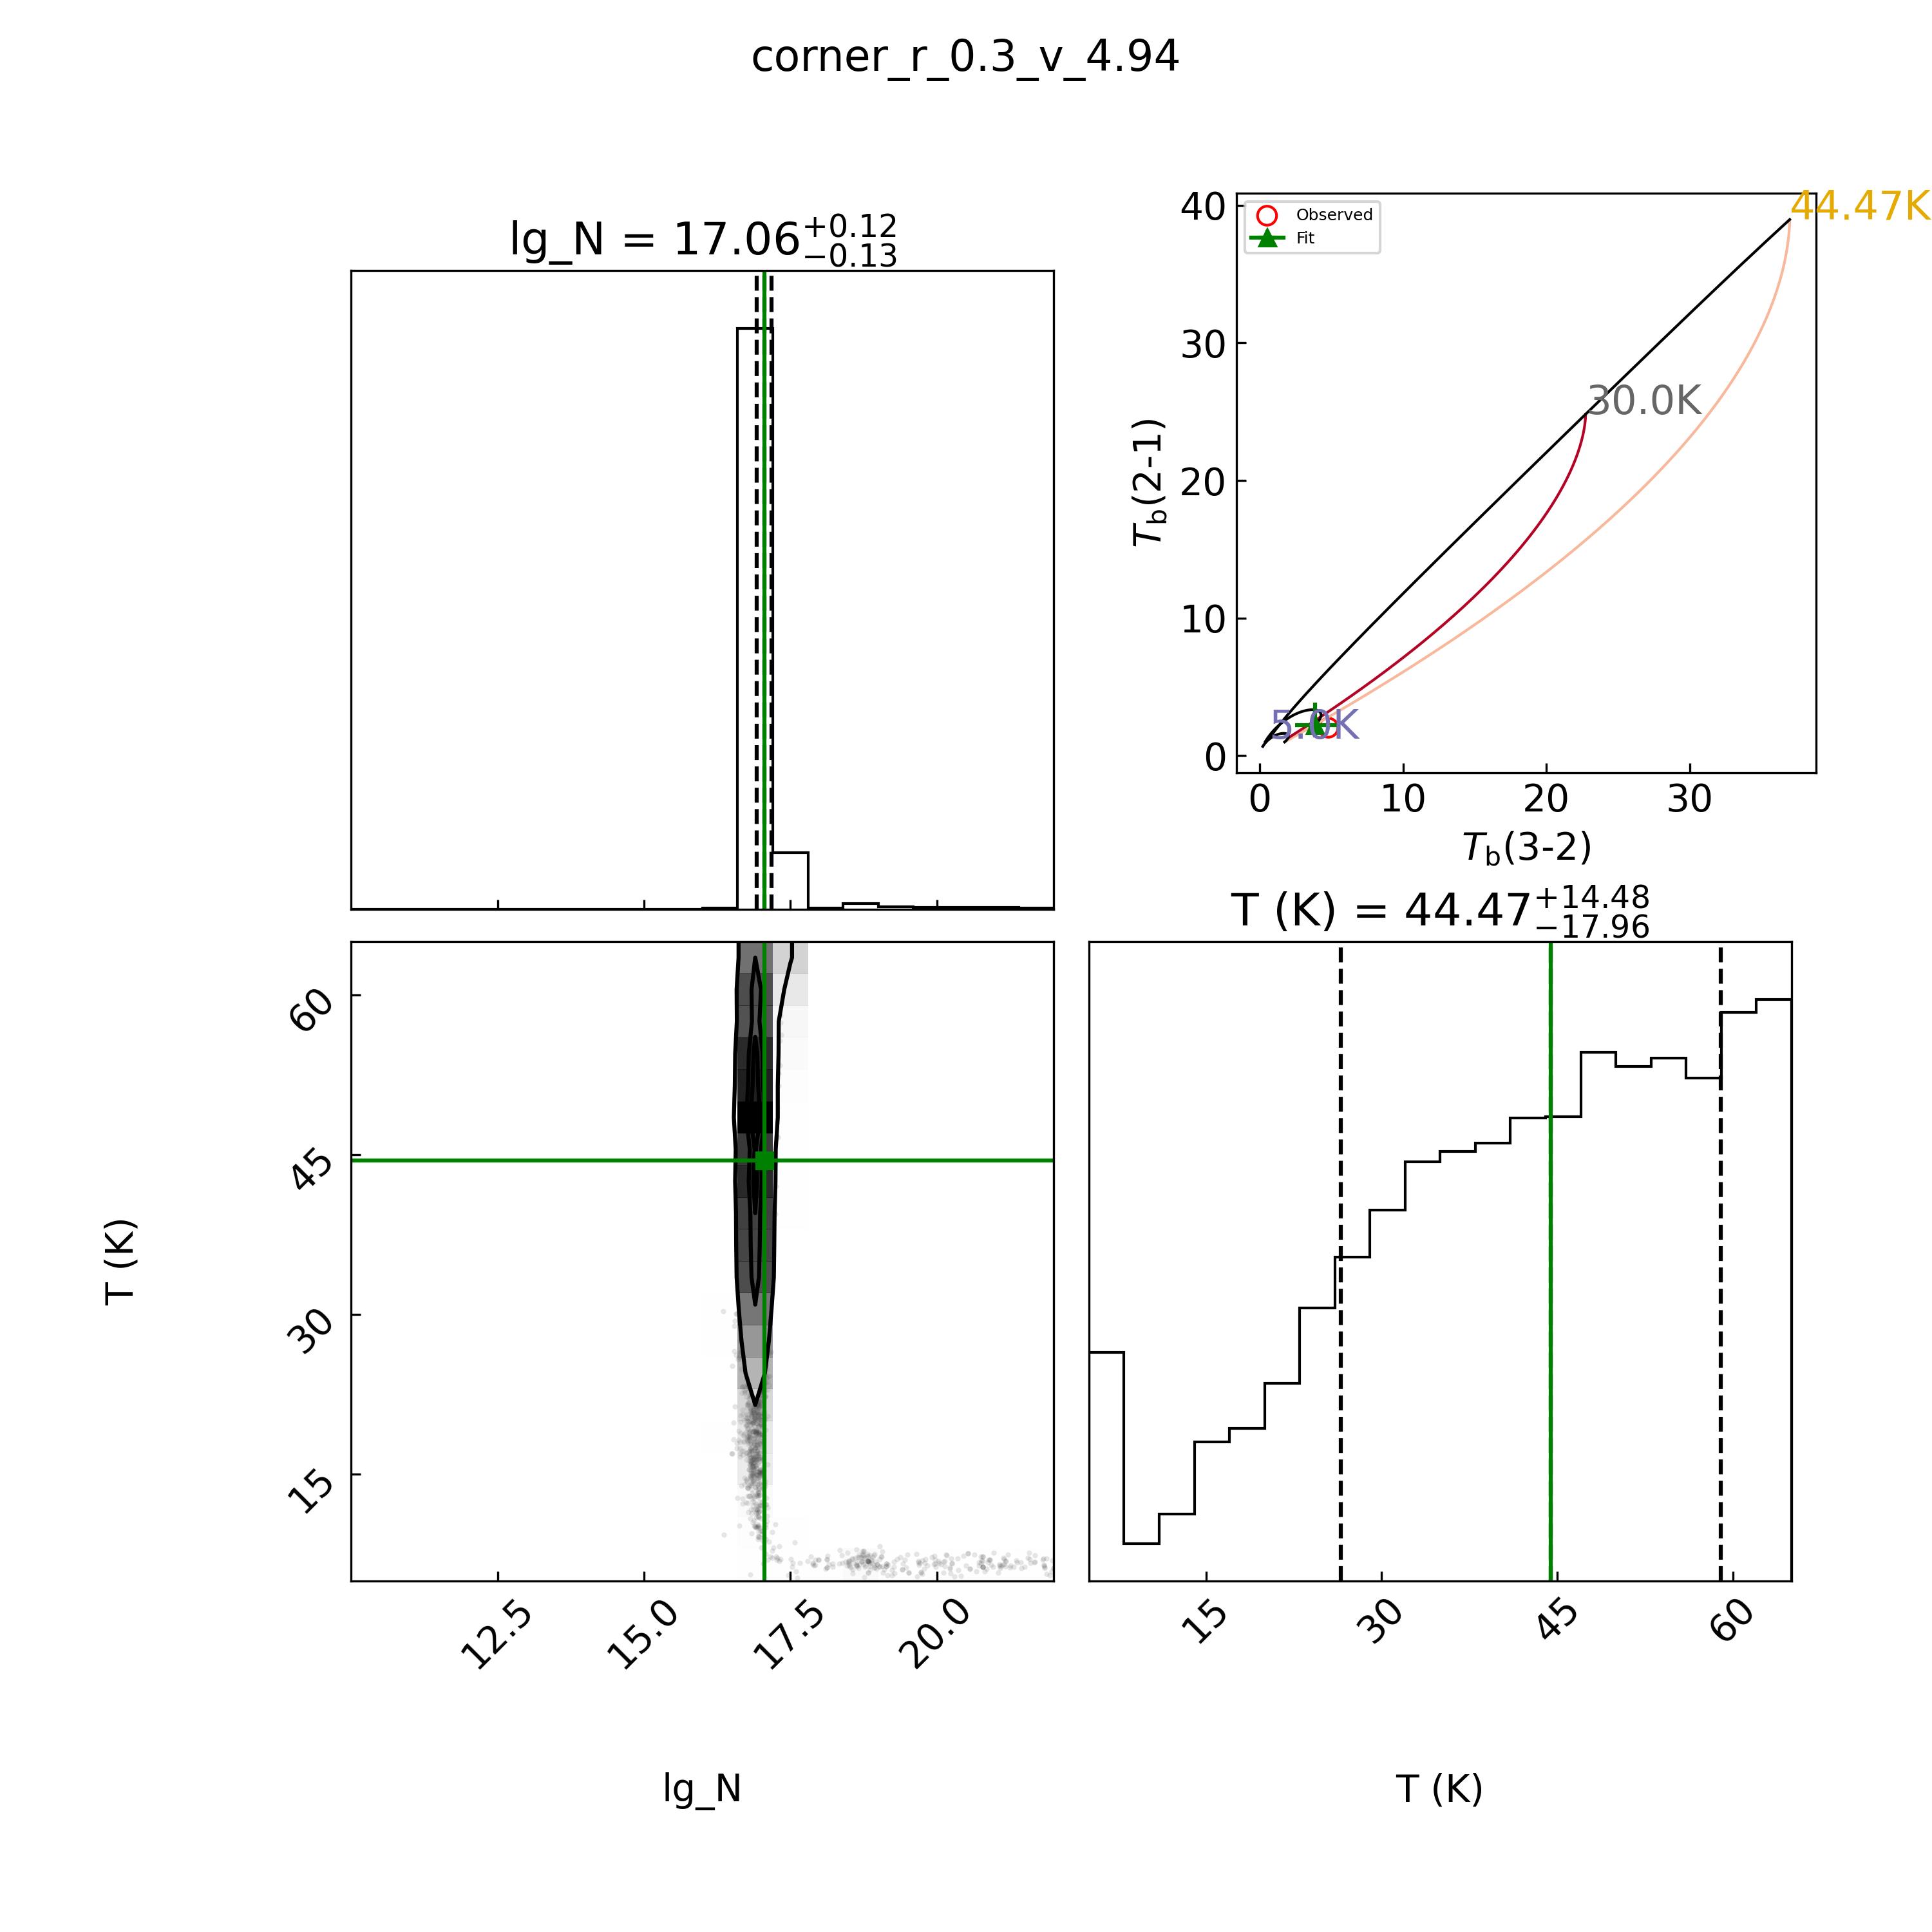 corner_r_0.3_v_4.94
lg_N = 17.06+0.12−0.13
40
30
20
10
0
Tb(2-1)
Observed
Fit
44.47K
30.0K
5.0K
0 10 20 30
Tb(3-2)
T (K) = 44.47+14.48−17.96
60
45
30
15
T (K)
12.5 15.0 17.5 20.0
lg_N
15 30 45 60
T (K)